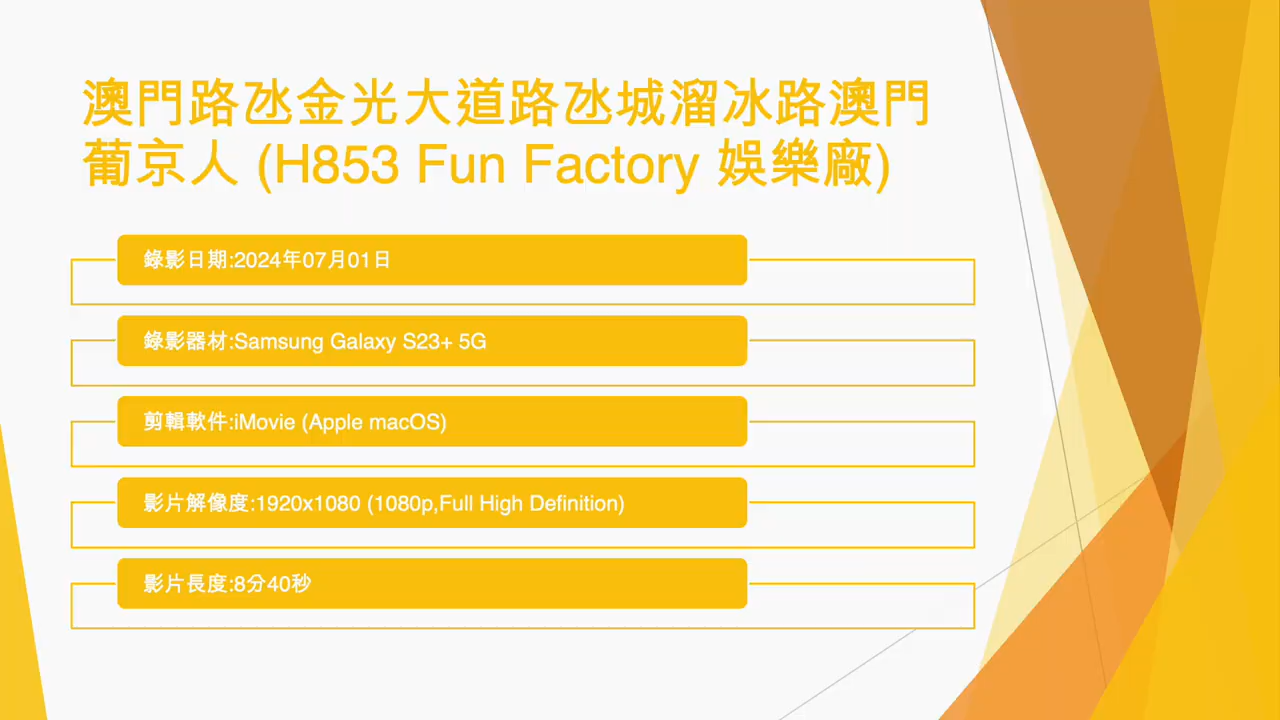 澳門路氹金光大道路氹城溜冰路澳門
葡京人 (H853 Fun Factory 娛樂廠)
錄影日期:2024年07月01日
錄影器材:Samsung Galaxy S23+ 5G
剪輯軟件:iMovie (Apple macOS)
影片解像度:1920x1080 (1080p,Full High Definition)
影片長度:8分40秒